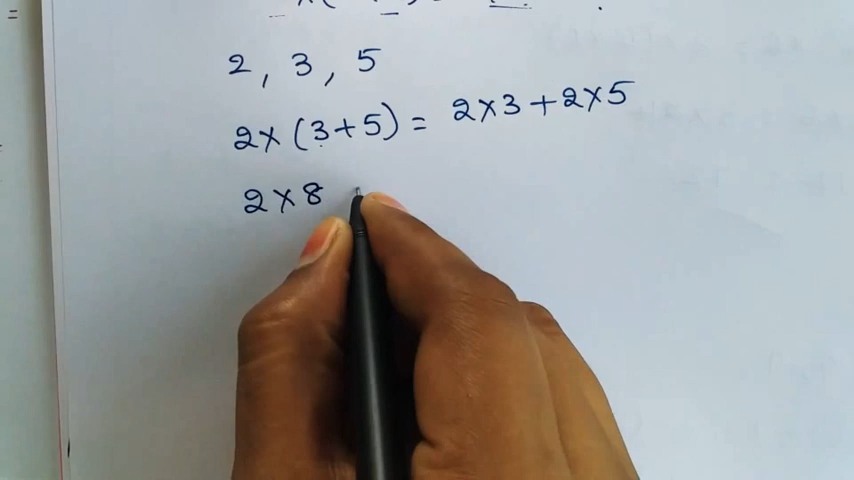 2, 3, 5
2×(3+5) = 2×3+2×5
2×8